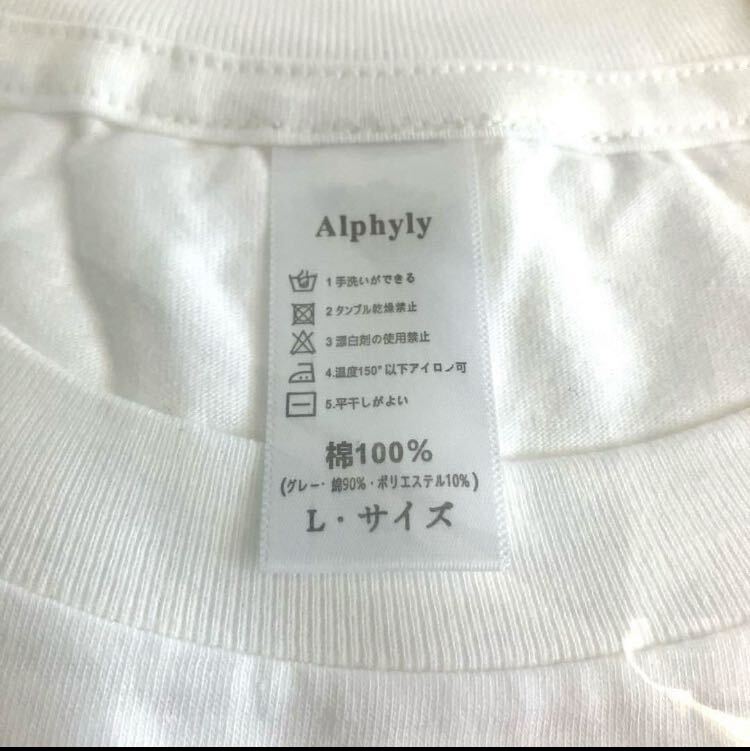 Alphyly
1 手洗いができる
2 タンブル乾燥禁止
3 漂白剤の使用禁止
4.温度150°以下アイロン可
5.平干しがよい
棉100%
(グレー・錦90%・ポリエステル10%)
L・サイズ